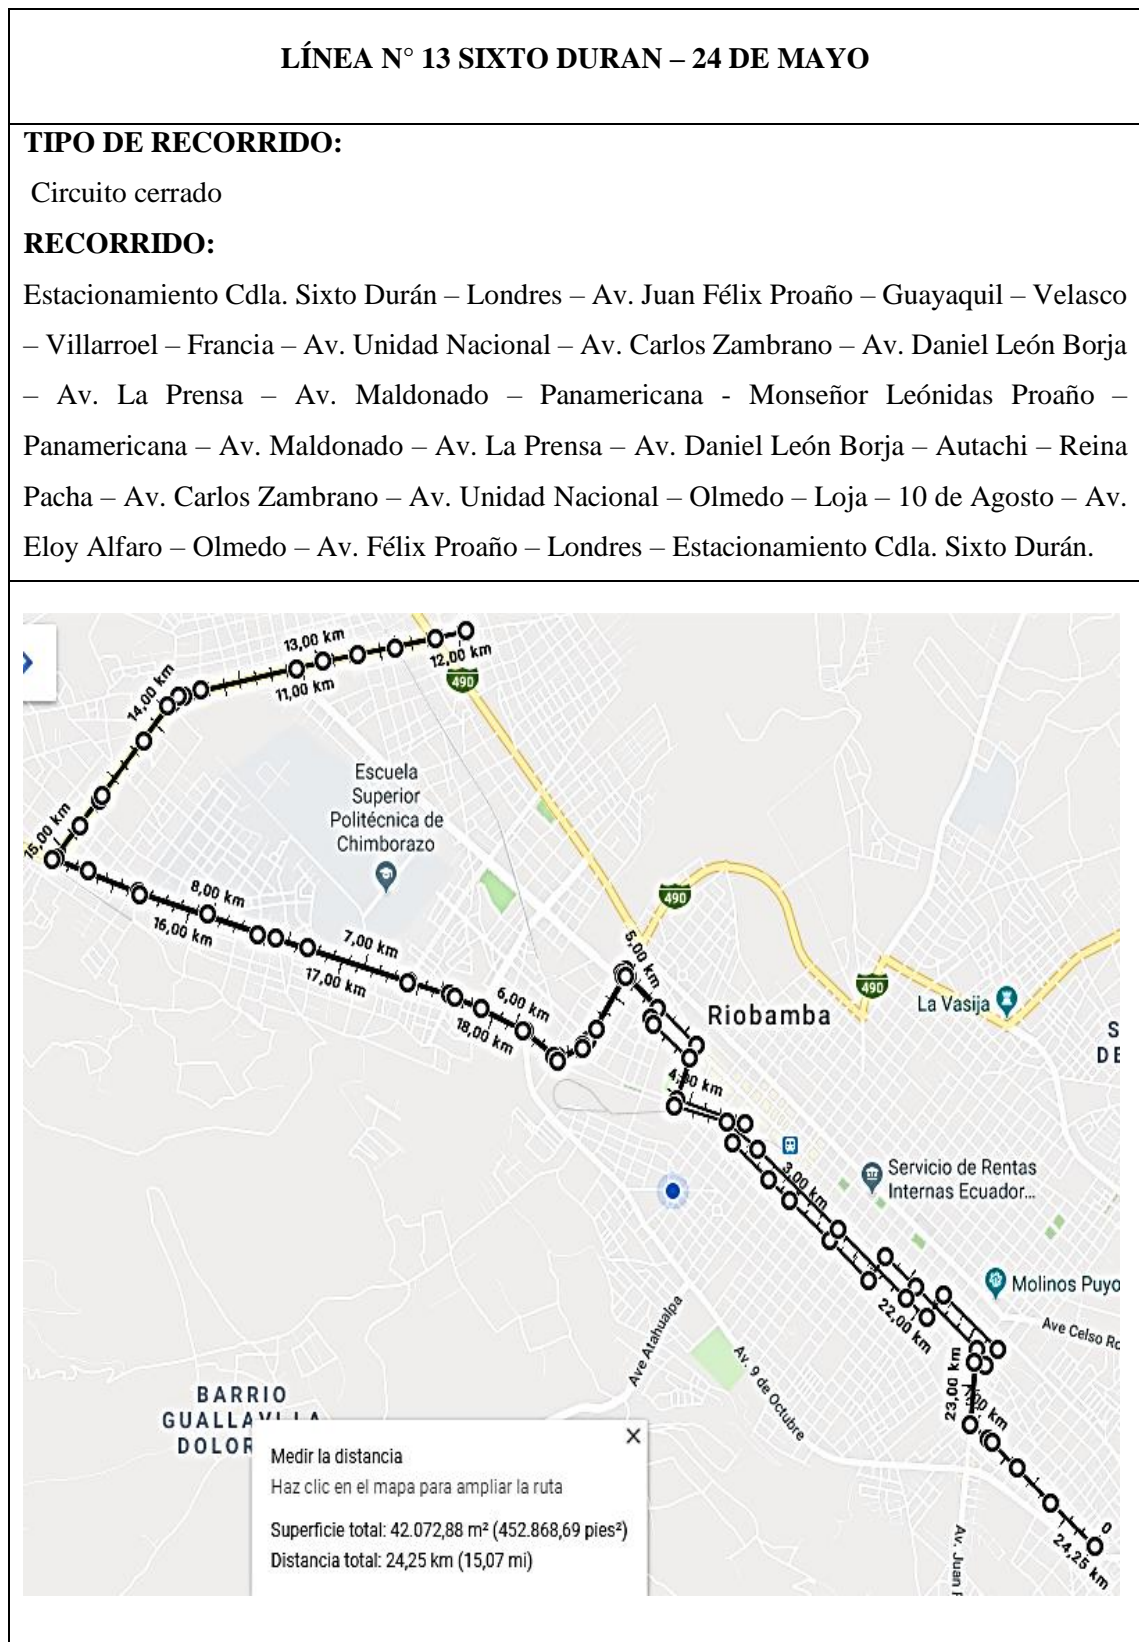 LÍNEA N° 13 SIXTO DURAN – 24 DE MAYO
TIPO DE RECORRIDO:
Circuito cerrado
RECORRIDO:
Estacionamiento Cdla. Sixto Durán – Londres – Av. Juan Félix Proaño – Guayaquil – Velasco
– Villarroel – Francia – Av. Unidad Nacional – Av. Carlos Zambrano – Av. Daniel León Borja
– Av. La Prensa – Av. Maldonado – Panamericana - Monseñor Leónidas Proaño –
Panamericana – Av. Maldonado – Av. La Prensa – Av. Daniel León Borja – Autachi – Reina
Pacha – Av. Carlos Zambrano – Av. Unidad Nacional – Olmedo – Loja – 10 de Agosto – Av.
Eloy Alfaro – Olmedo – Av. Félix Proaño – Londres – Estacionamiento Cdla. Sixto Durán.
13,00 km
12,00 km
490
11,00 km
14,00 km
Escuela
Superior
Politécnica de
Chimborazo
15,00 km
8,00 km
16,00 km
7,00 km
17,00 km
6,00 km
18,00 km
5,00 km
490
490
La Vasija
Riobamba
S
DE
3,00 km
Servicio de Rentas
Internas Ecuador...
Molinos Puyo
22,00 km
Ave Celso Ro
Ave Atahualpa
Av. 9 de Octubre
23,00 km
BARRIO
DOLOR
0
24,25 km
Av. Juan
Medir la distancia
Haz clic en el mapa para ampliar la ruta
Superficie total: 42.072,88 m² (452.868,69 pies²)
Distancia total: 24,25 km (15,07 mi)